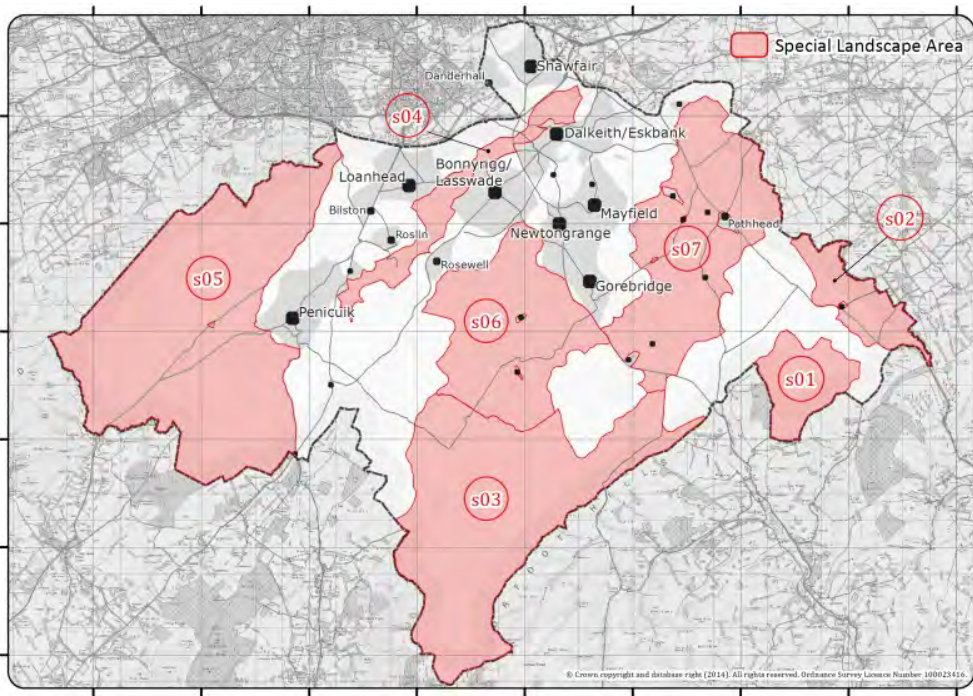 Special Landscape Area
Shawfair
Danderhall
s04
Dalkeith/Eskbank
Bonnyrigg/
Lasswade
Loanhead
Mayfield
Bilston
Pathhead
s02
Newtongrange
Roslin
s07
Rosewell
s05
Gorebridge
Penicuik
s06
s01
s03
© Crown copyright and database right (2014). All rights reserved. Ordnance Survey Licence Number 100023416.